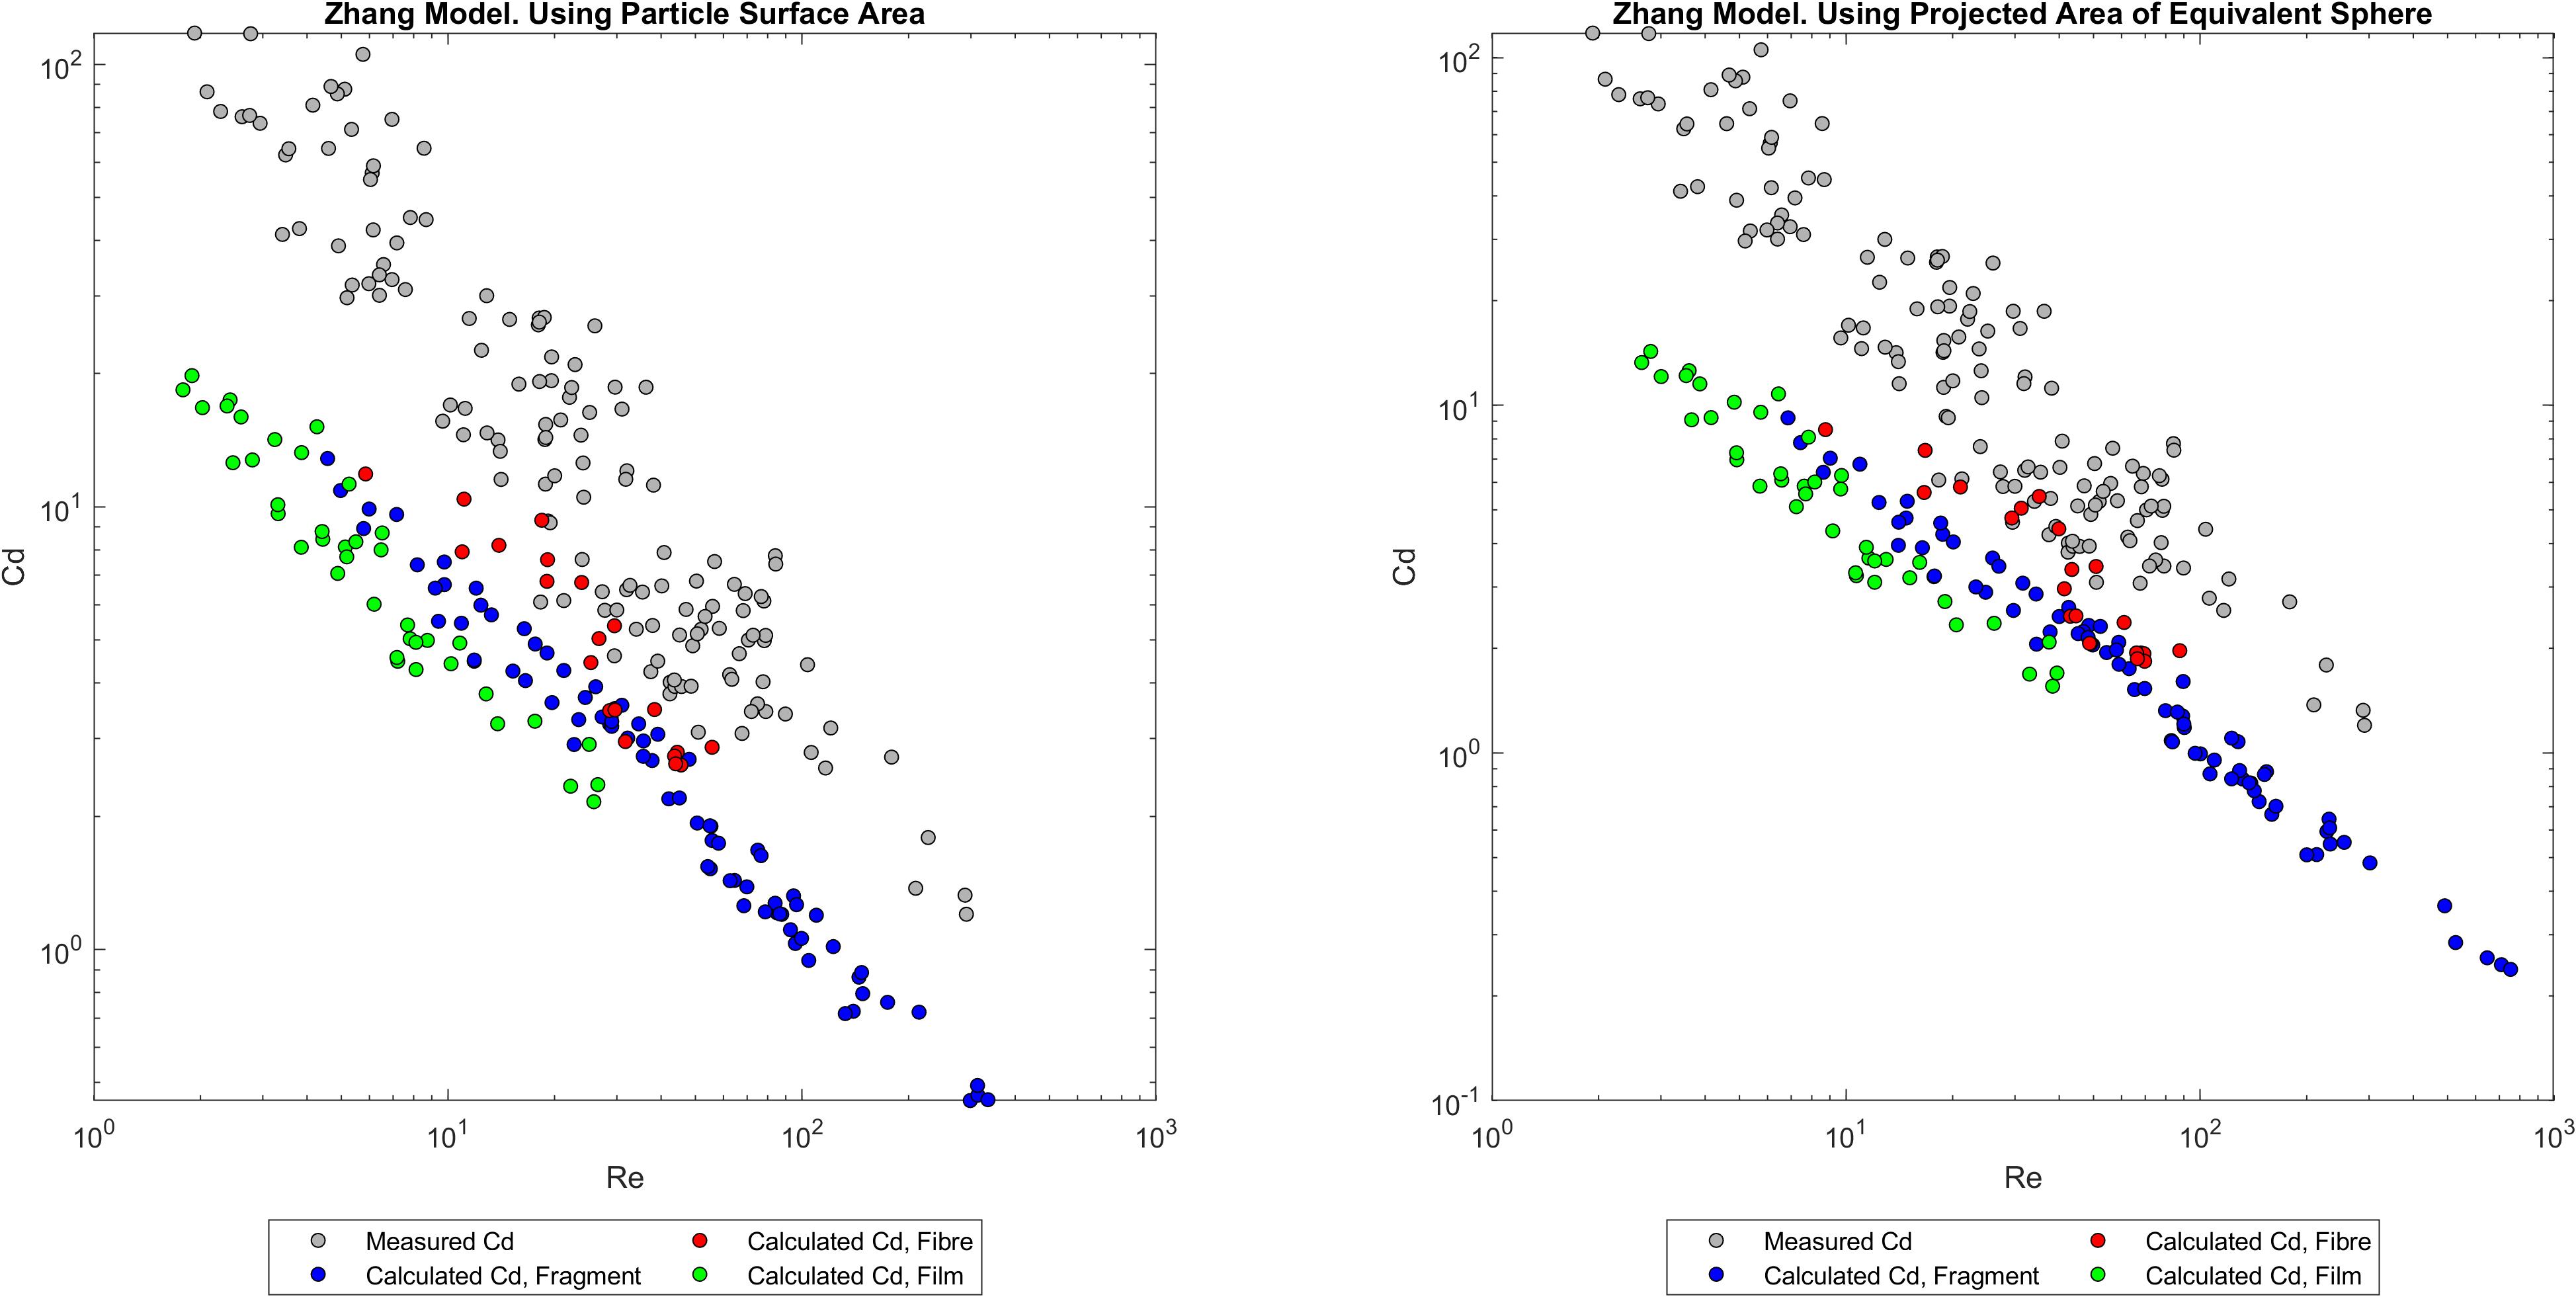 Zhang Model. Using Particle Surface Area
10^2
10^1
10^0
Cd
10^0 10^1 10^2 10^3
Re
Measured Cd Calculated Cd, Fibre
Calculated Cd, Fragment Calculated Cd, Film
Zhang Model. Using Projected Area of Equivalent Sphere
10^2
10^1
10^0
10^-1
Cd
10^0 10^1 10^2 10^3
Re
Measured Cd Calculated Cd, Fibre
Calculated Cd, Fragment Calculated Cd, Film